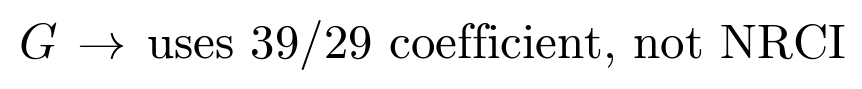 G → uses 39/29 coefficient, not NRCI